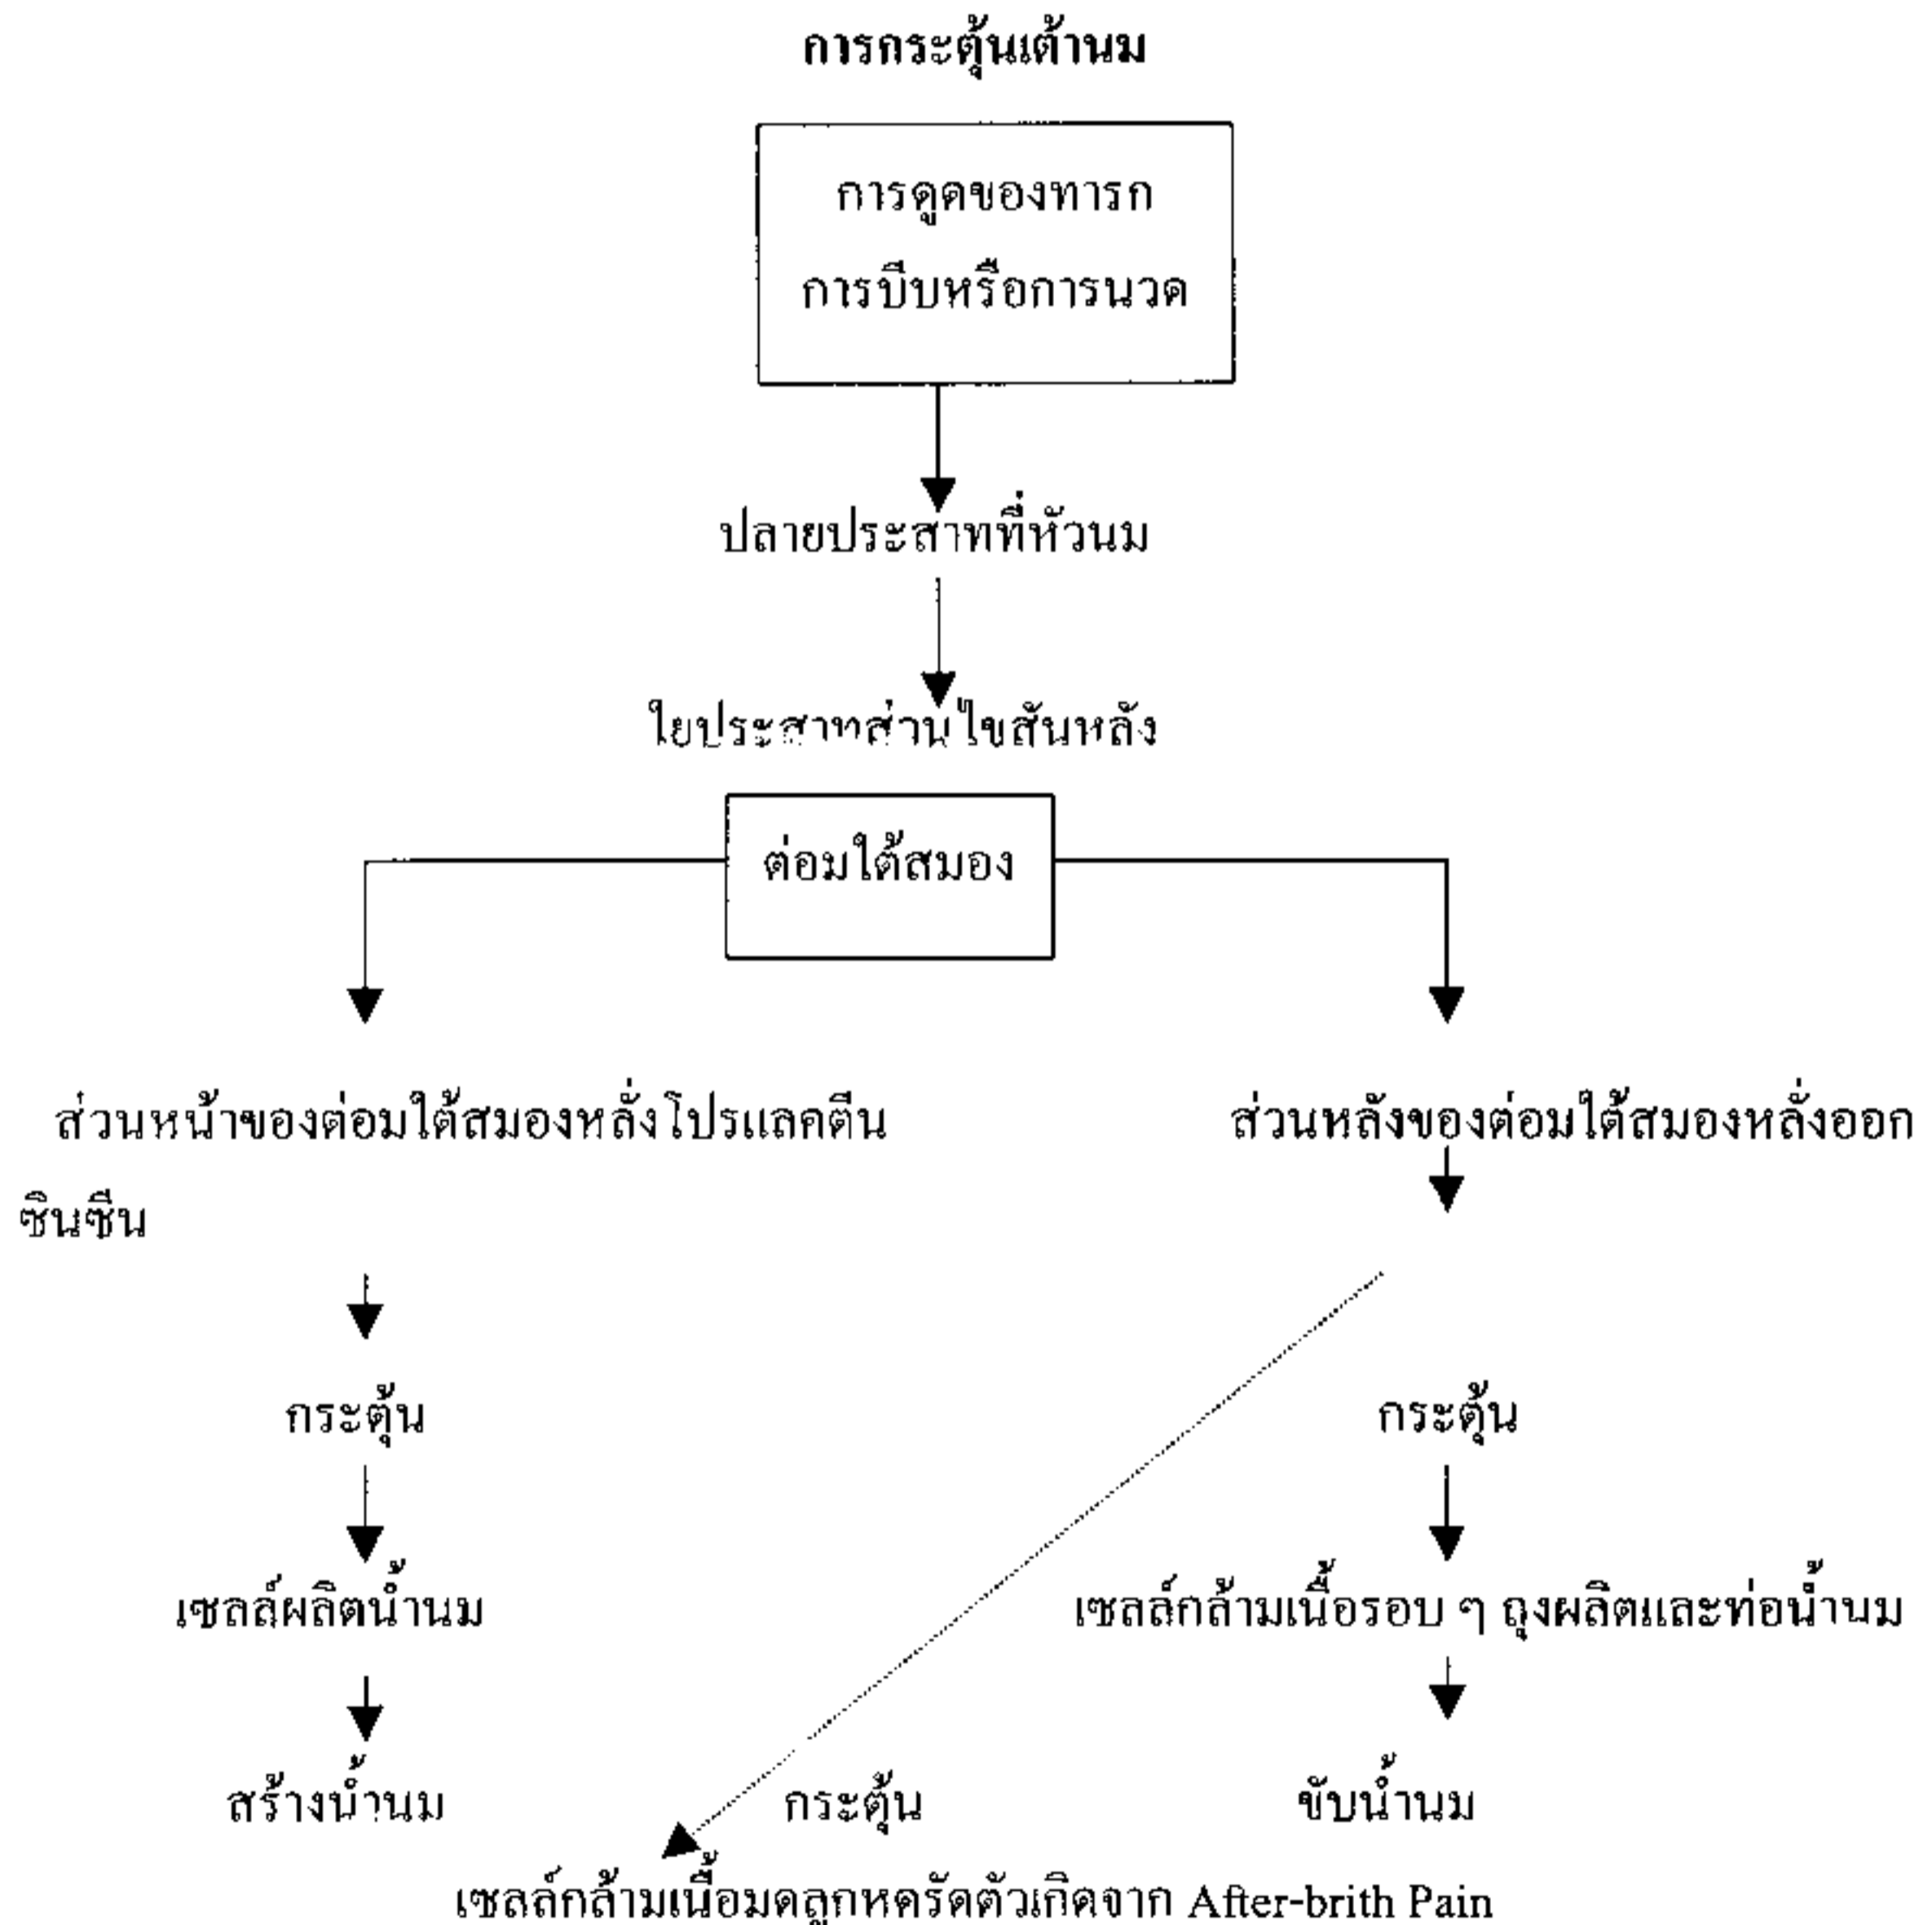 การกระตุ้นเต้านม
การดูดของทารก
การบีบหรือการนวด
ปลายประสาทที่หัวนม
ใยประสาทส่วนไขสันหลัง
ต่อมใต้สมอง
ส่วนหน้าของต่อมใต้สมองหลั่งโปรแลคตีน ส่วนหลังของต่อมใต้สมองหลั่งออก
ซินซีน
กระตุ้น กระตุ้น
เซลล์ผลิตน้ำนม เซลล์กล้ามเนื้อรอบ ๆ ถุงผลิตและท่อน้ำนม
สร้างน้ำนม กระตุ้น ขับน้ำนม
เซลล์กล้ามเนื้อมดลูกหดรัดตัวเกิดจาก After-brith Pain